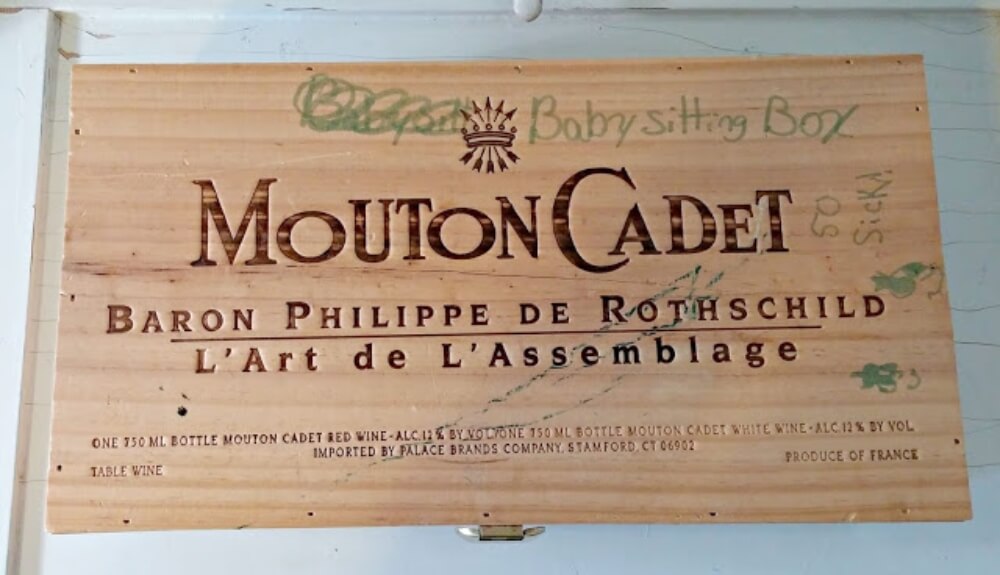 Babysitting Box
MOUTON CADET
So
Sick!
BARON PHILIPPE DE ROTHSCHILD
L'Art de L'Assemblage
:3
ONE 750 ML BOTTLE MOUTON CADET RED WINE-ALC.12% BY VOL/ONE 750 ML BOTTLE MOUTON CADET WHITE WINE-ALC.12% BY VOL
IMPORTED BY PALACE BRANDS COMPANY, STAMFORD, CT 06902
TABLE WINE
PRODUCE OF FRANCE